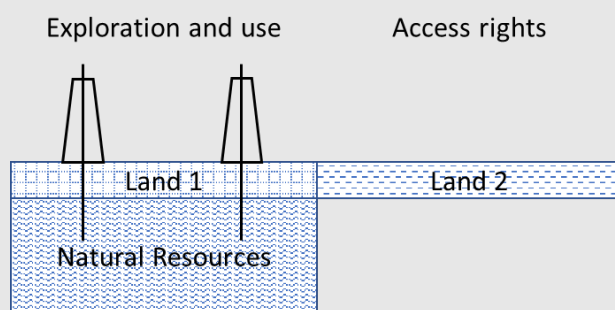 Exploration and use
Access rights
Land 1
Land 2
Natural Resources